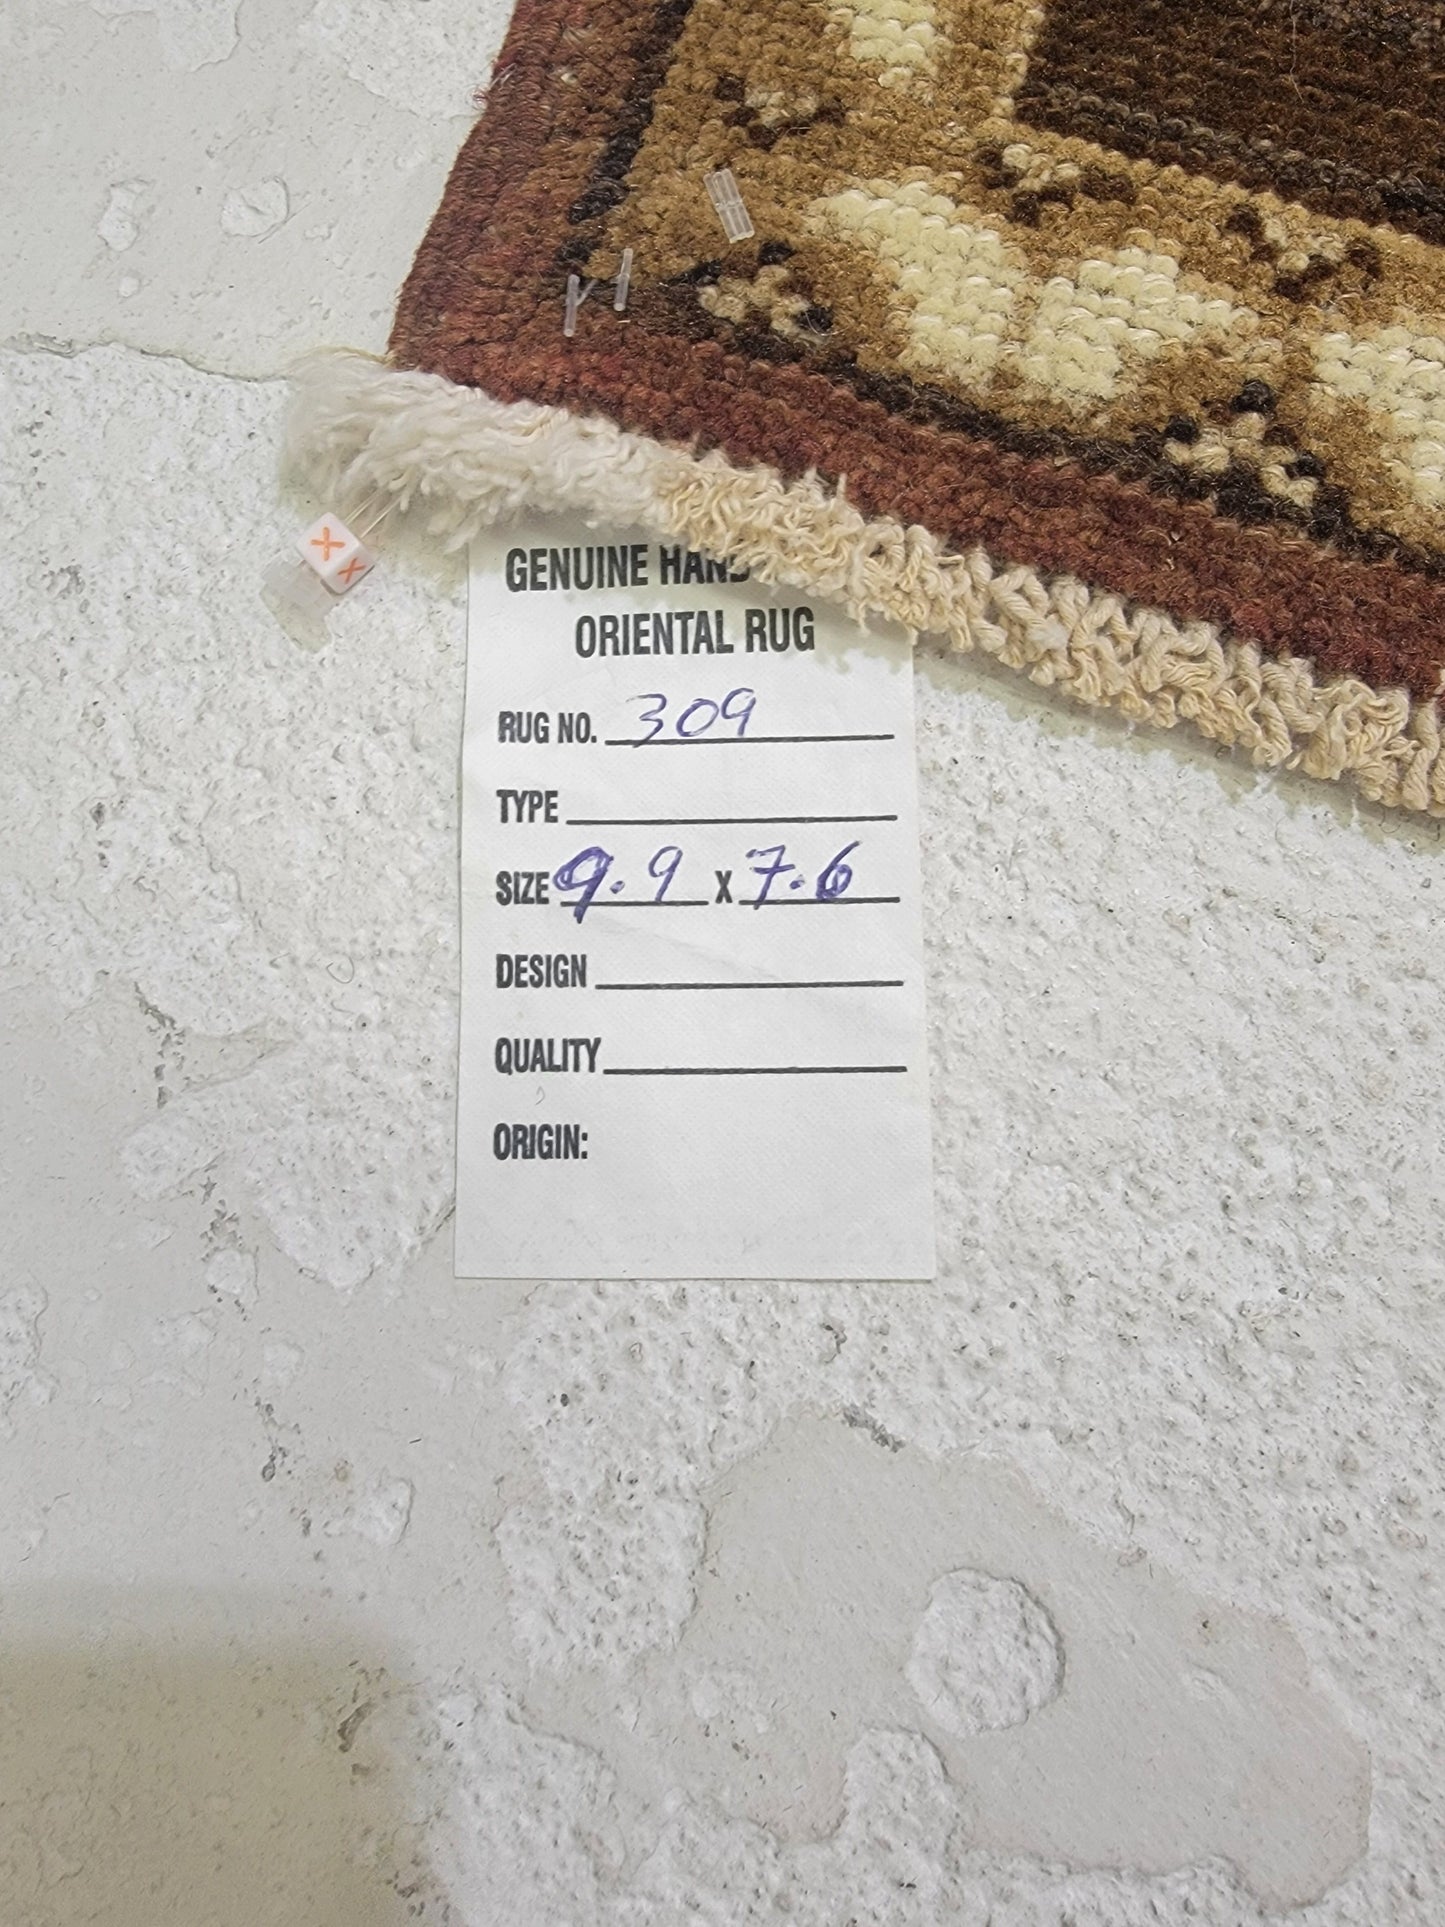 GENUINE HAND
ORIENTAL RUG
RUG NO. 309
TYPE
SIZE 9.9 X 7.6
DESIGN
QUALITY
ORIGIN:
X X